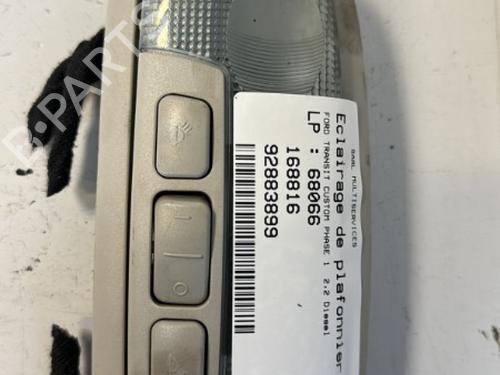 SARL MULTISERVICES
Eclairage de plafonnier
FORD TRANSIT CUSTOM PHASE 1 2.2 Diesel
LP : 68066
168816
92883899
I
O
B-PARTS